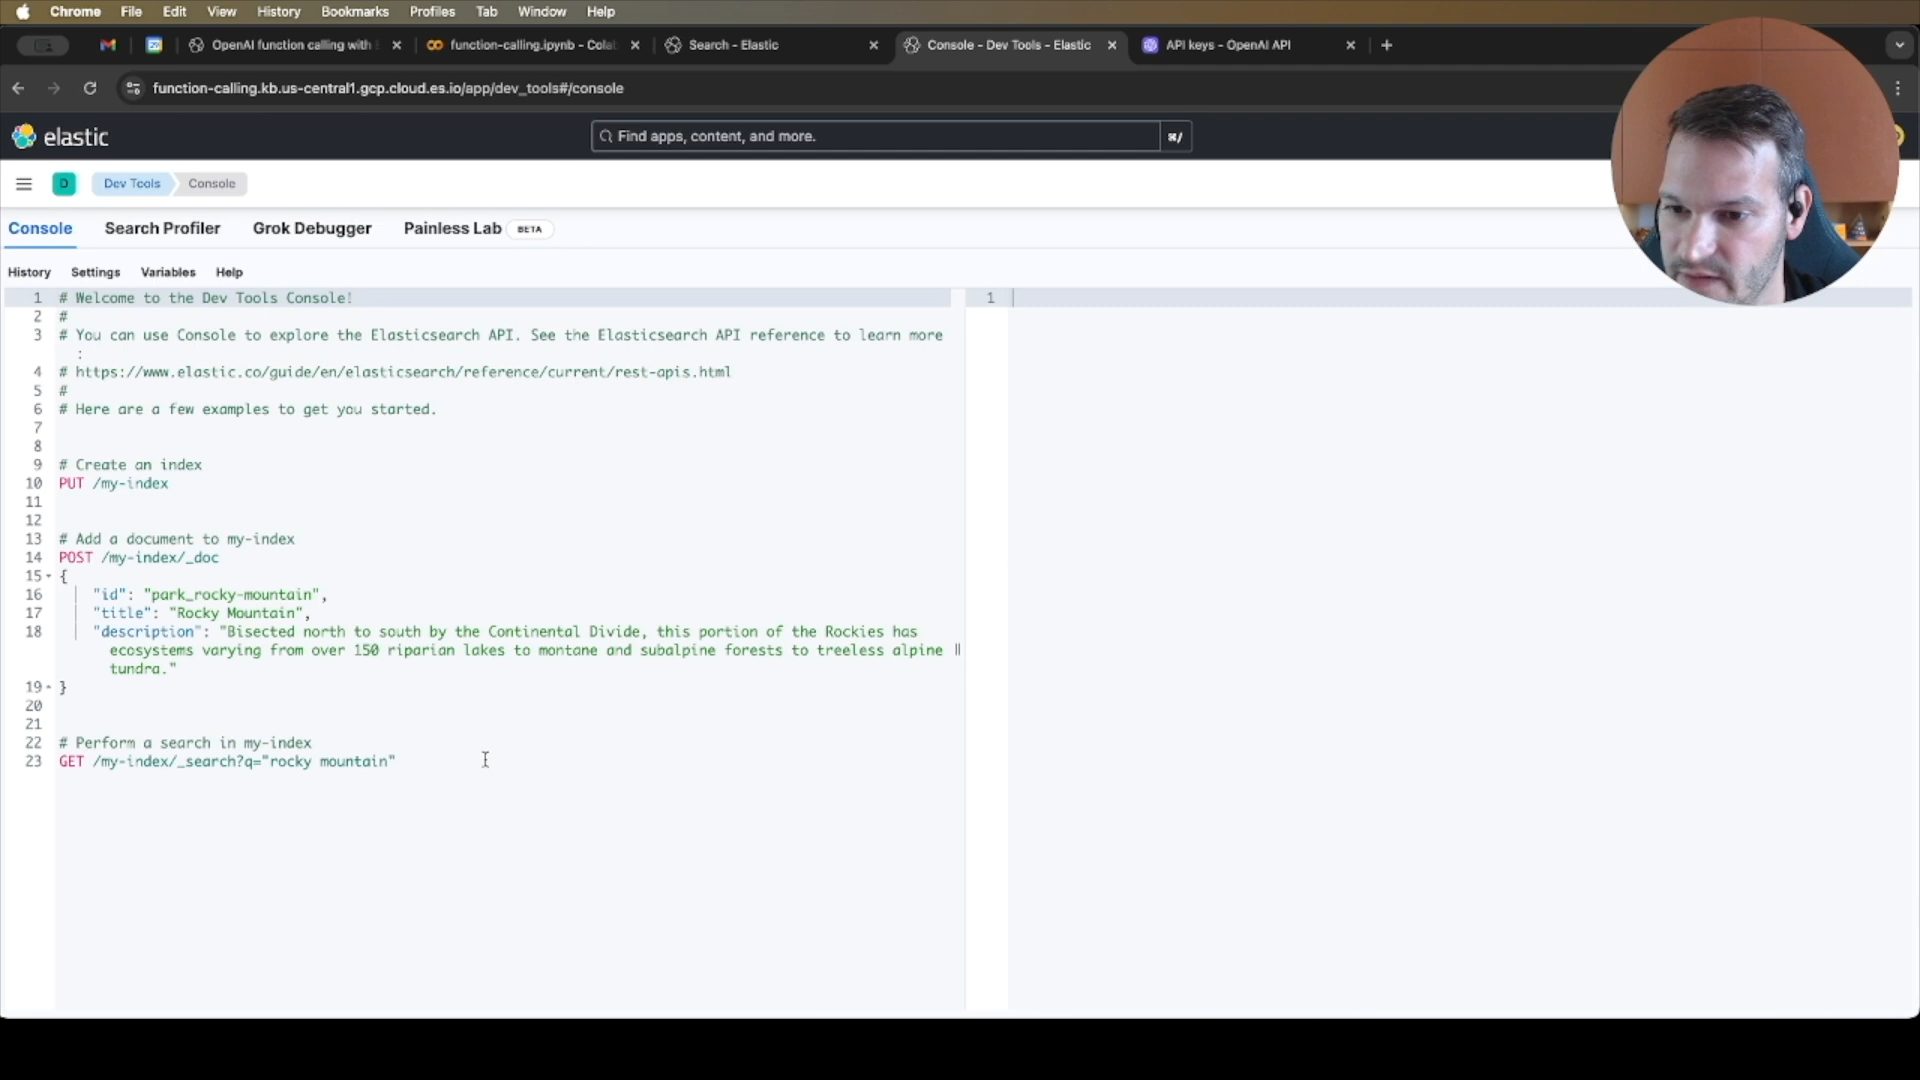 Chrome File Edit View History Bookmarks Profiles Tab Window Help
OpenAI function calling with function-calling.ipynb - Colab Search - Elastic Console - Dev Tools - Elastic API keys - OpenAI API
function-calling.kb.us-central1.gcp.cloud.es.io/app/dev_tools#/console
elastic Find apps, content, and more. ⌘/
D Dev Tools Console
Console Search Profiler Grok Debugger Painless Lab BETA
History Settings Variables Help
1 # Welcome to the Dev Tools Console! 1
2 #
3 # You can use Console to explore the Elasticsearch API. See the Elasticsearch API reference to learn more
:
4 # https://www.elastic.co/guide/en/elasticsearch/reference/current/rest-apis.html
5 #
6 # Here are a few examples to get you started.
7
8
9 # Create an index
10 PUT /my-index
11
12
13 # Add a document to my-index
14 POST /my-index/_doc
15 {
16 "id": "park_rocky-mountain",
17 "title": "Rocky Mountain",
18 "description": "Bisected north to south by the Continental Divide, this portion of the Rockies has
ecosystems varying from over 150 riparian lakes to montane and subalpine forests to treeless alpine
tundra."
19 }
20
21
22 # Perform a search in my-index
23 GET /my-index/_search?q="rocky mountain"